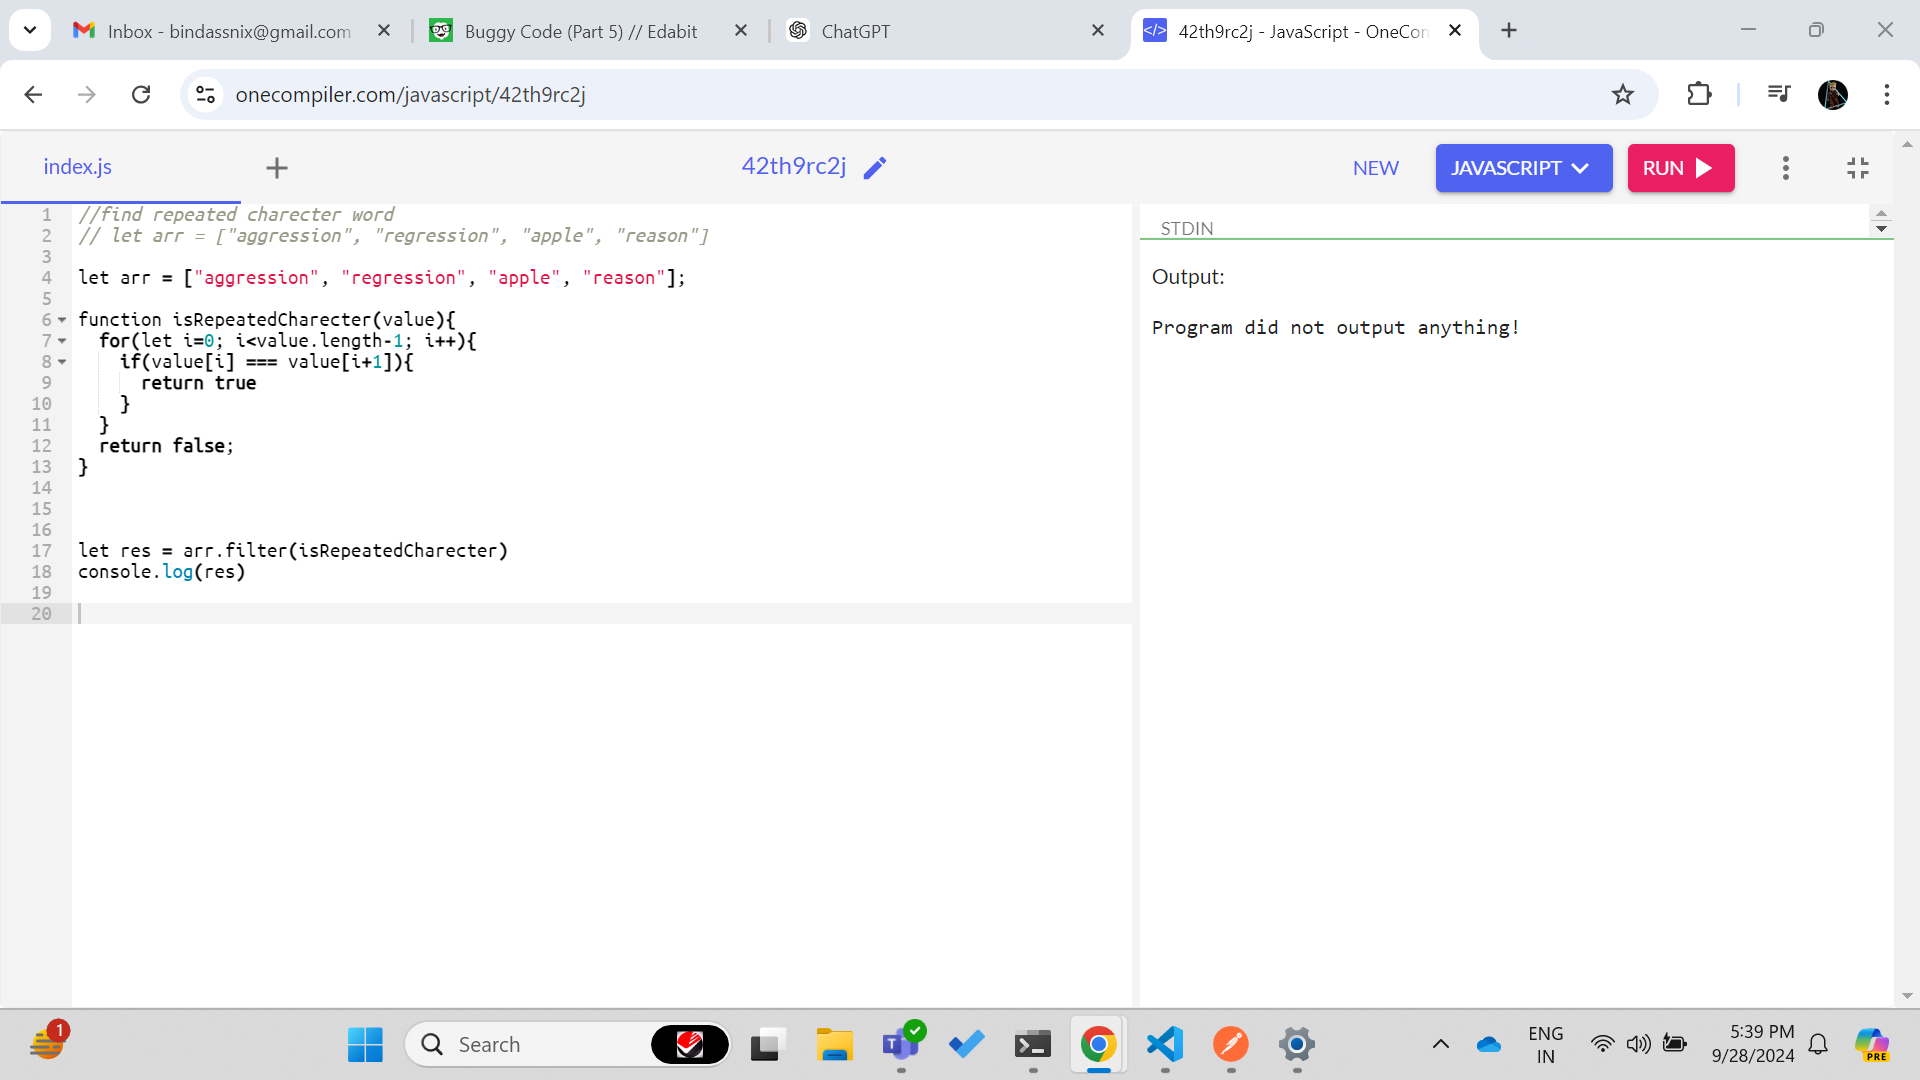 Inbox - bindassnix@gmail.com
Buggy Code (Part 5) // Edabit
ChatGPT
42th9rc2j - JavaScript - OneCon
onecompiler.com/javascript/42th9rc2j
index.js
42th9rc2j
NEW
JAVASCRIPT
RUN
1 //find repeated charecter word
2 // let arr = ["aggression", "regression", "apple", "reason"]
3
4 let arr = ["aggression", "regression", "apple", "reason"];
5
6 function isRepeatedCharecter(value){
7 for(let i=0; i<value.length-1; i++){
8 if(value[i] === value[i+1]){
9 return true
10 }
11 }
12 return false;
13 }
14
15
16
17 let res = arr.filter(isRepeatedCharecter)
18 console.log(res)
19
20
STDIN
Output:
Program did not output anything!
1
Search
T
ENG
IN
5:39 PM
9/28/2024
PRE